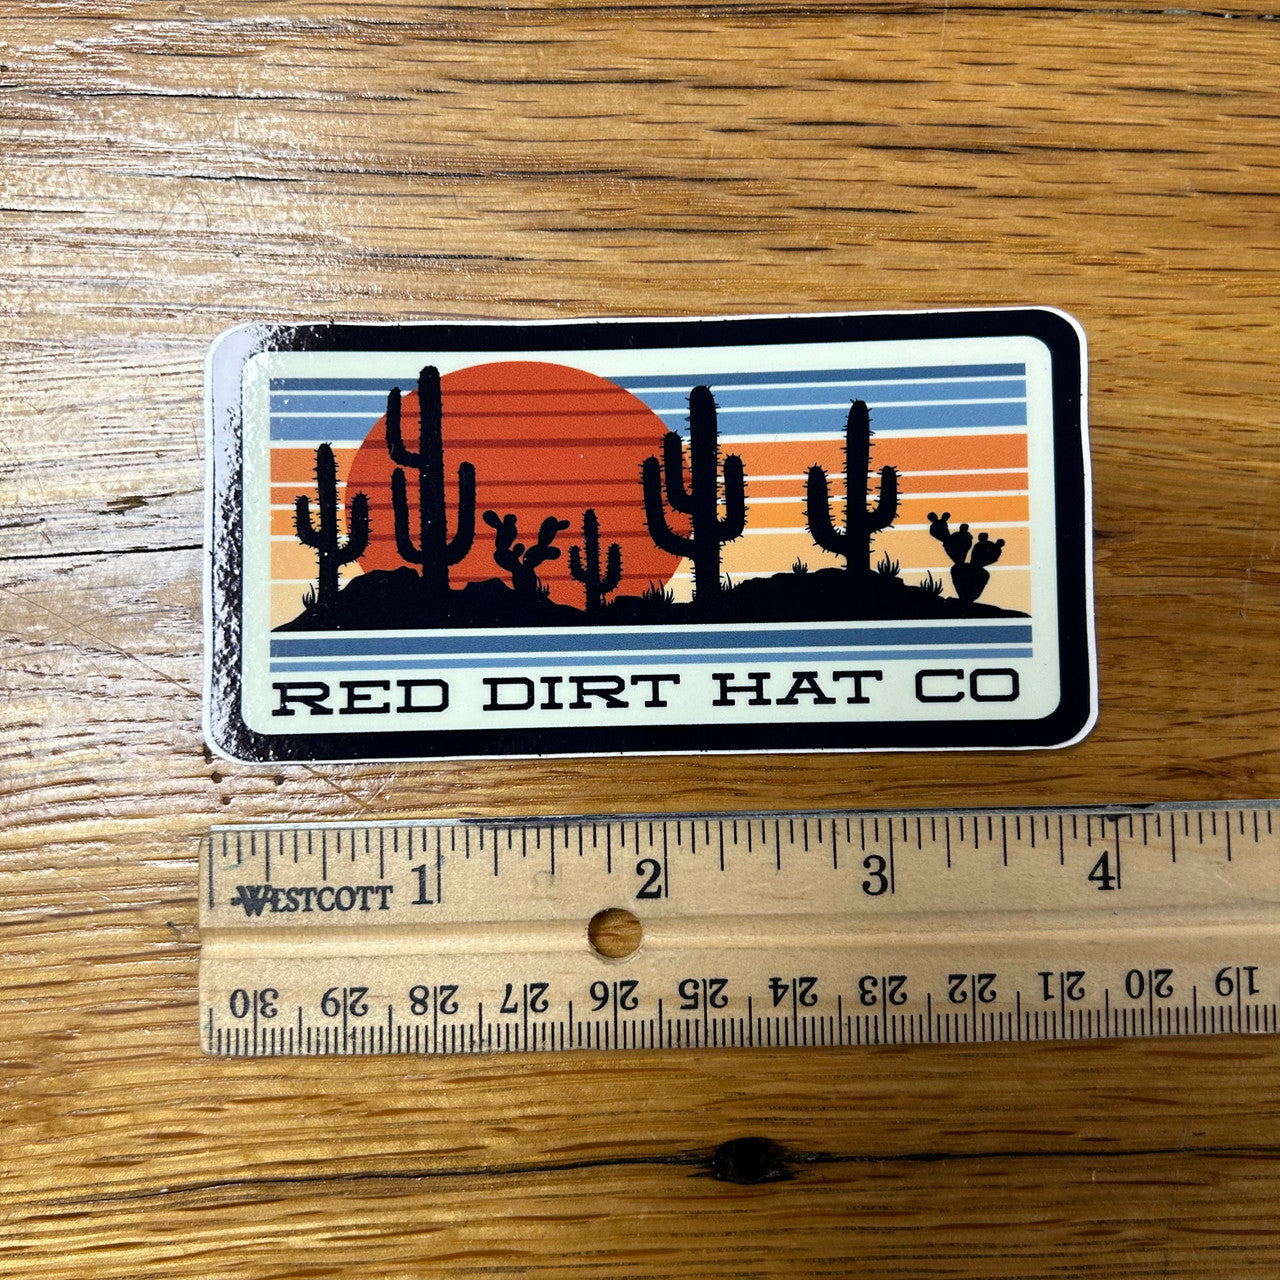 RED DIRT HAT CO
1 2 3 4
WESTCOTT
30 29 28 27 26 25 24 23 22 21 20 19